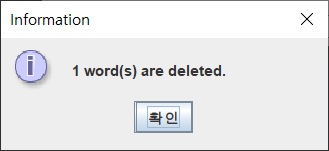 Information
1 word(s) are deleted.
확인